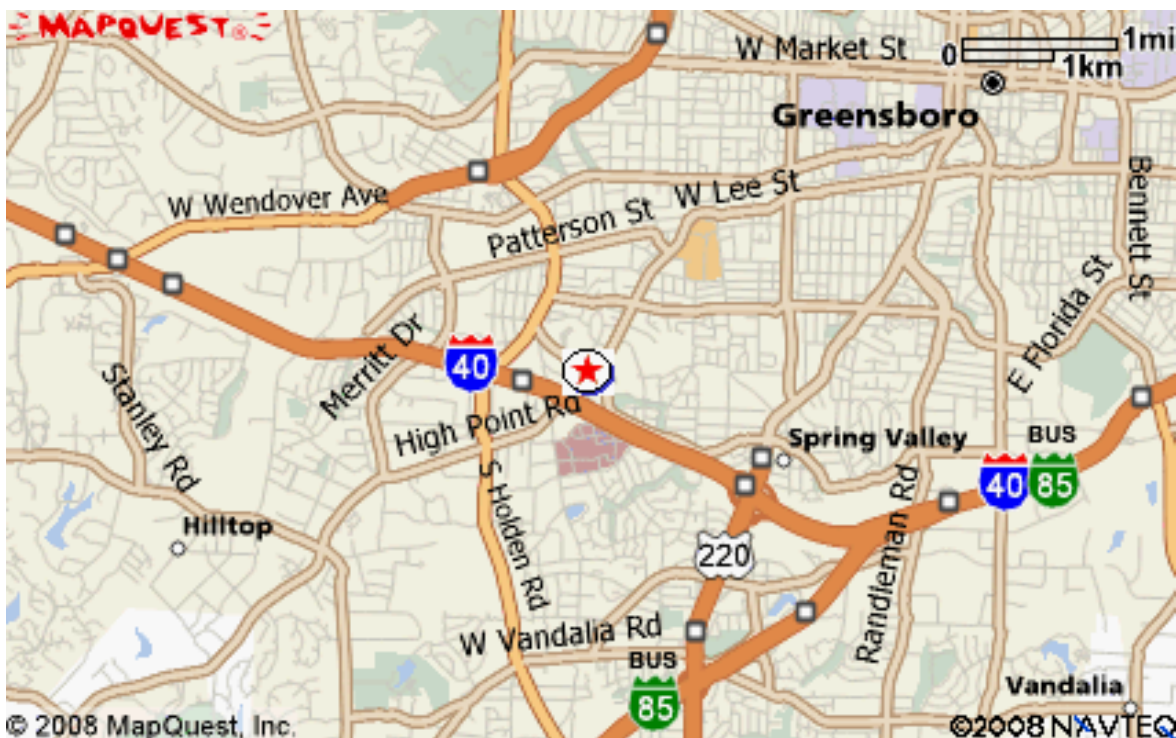 MAPQUEST®
W Market St
0
1mi
1km
Greensboro
W Wendover Ave
Patterson St
W Lee St
Bennett St
E Florida St
Merritt Dr
40
High Point Rd
Stanley Rd
S Holden Rd
Spring Valley
BUS
40
85
Hilltop
220
Randleman Rd
W Vandalia Rd
BUS
85
Vandalia
© 2008 MapQuest, Inc.
©2008 NAVTEQ